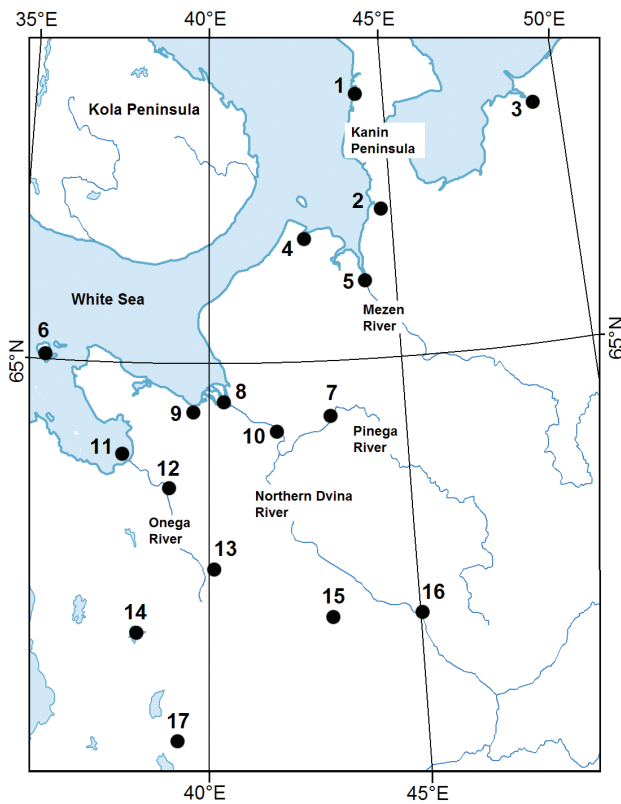 35°E
40°E
45°E
50°E
1
3
Kola Peninsula
Kanin
Peninsula
2
4
5
White Sea
Mezen
River
6
65°N
65°N
8
7
9
10
Pinega
River
11
12
Northern Dvina
River
Onega
River
13
15
16
14
17
40°E
45°E